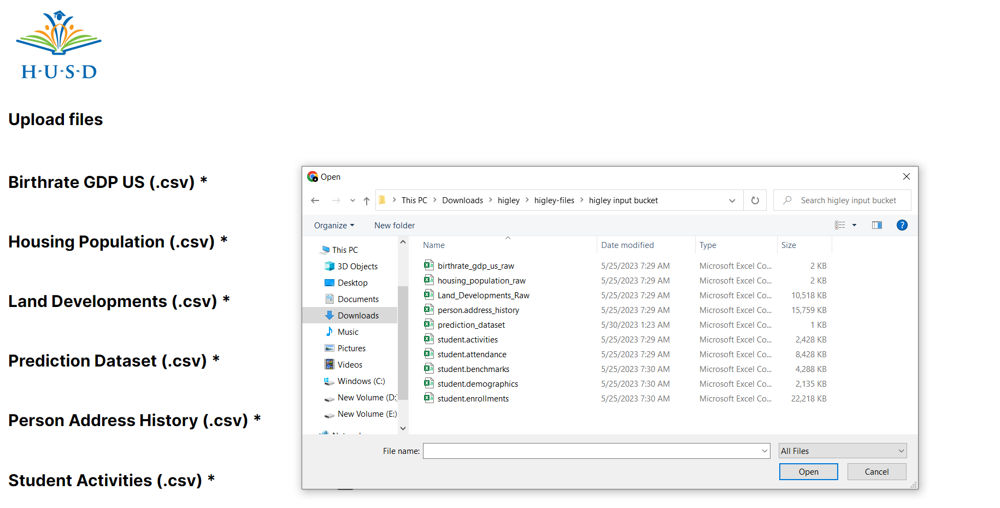 H·U·S·D
Upload files
Birthrate GDP US (.csv) *
Housing Population (.csv) *
Land Developments (.csv) *
Prediction Dataset (.csv) *
Person Address History (.csv) *
Student Activities (.csv) *
Open
This PC > Downloads > higley > higley-files > higley input bucket
Search higley input bucket
Organize New folder
This PC
3D Objects
Desktop
Documents
Downloads
Music
Pictures
Videos
Windows (C:)
New Volume (D:)
New Volume (E:)
Name Date modified Type Size
birthrate_gdp_us_raw 5/25/2023 7:29 AM Microsoft Excel Co... 2 KB
housing_population_raw 5/25/2023 7:29 AM Microsoft Excel Co... 2 KB
Land_Developments_Raw 5/25/2023 7:29 AM Microsoft Excel Co... 10,518 KB
person.address_history 5/25/2023 7:29 AM Microsoft Excel Co... 15,759 KB
prediction_dataset 5/30/2023 1:23 AM Microsoft Excel Co... 1 KB
student.activities 5/25/2023 7:29 AM Microsoft Excel Co... 2,428 KB
student.attendance 5/25/2023 7:29 AM Microsoft Excel Co... 8,428 KB
student.benchmarks 5/25/2023 7:30 AM Microsoft Excel Co... 4,288 KB
student.demographics 5/25/2023 7:30 AM Microsoft Excel Co... 2,135 KB
student.enrollments 5/25/2023 7:30 AM Microsoft Excel Co... 22,218 KB
File name:
All Files
Open Cancel